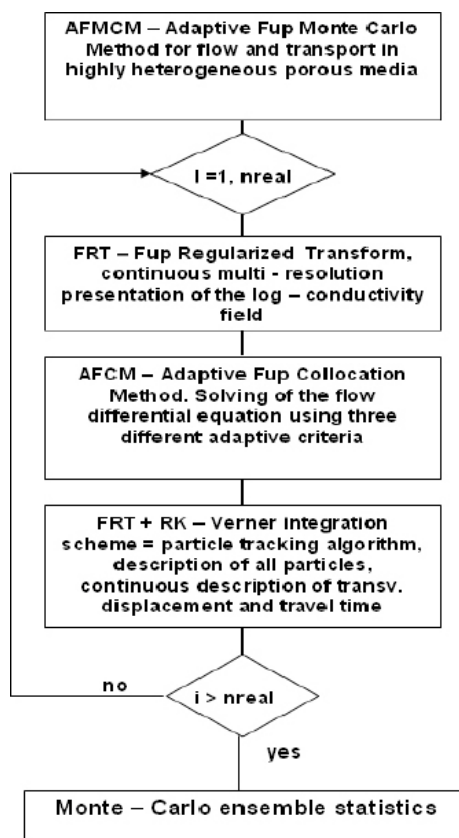 AFMCM – Adaptive Fup Monte Carlo
Method for flow and transport in
highly heterogeneous porous media
I =1, nreal
FRT – Fup Regularized Transform,
continuous multi - resolution
presentation of the log – conductivity
field
AFCM – Adaptive Fup Collocation
Method. Solving of the flow
differential equation using three
different adaptive criteria
FRT + RK – Verner integration
scheme = particle tracking algorithm,
description of all particles,
continuous description of transv.
displacement and travel time
no
i > nreal
yes
Monte – Carlo ensemble statistics